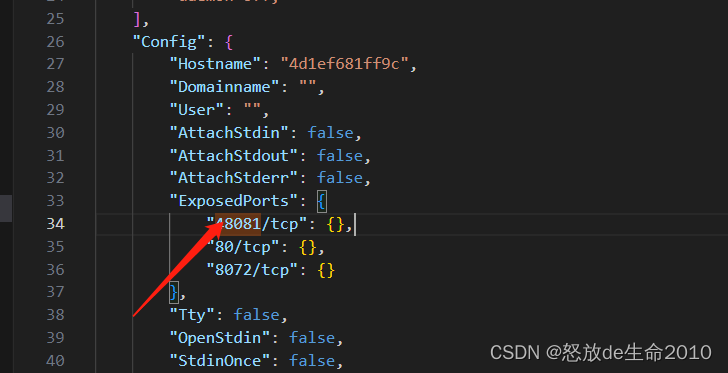 25 ],
26 "Config": {
27 "Hostname": "4d1ef681ff9c",
28 "Domainname": "",
29 "User": "",
30 "AttachStdin": false,
31 "AttachStdout": false,
32 "AttachStderr": false,
33 "ExposedPorts": {
34 "48081/tcp": {},
35 "80/tcp": {},
36 "8072/tcp": {}
37 },
38 "Tty": false,
39 "OpenStdin": false,
40 "StdinOnce": false,
CSDN @怒放de生命2010